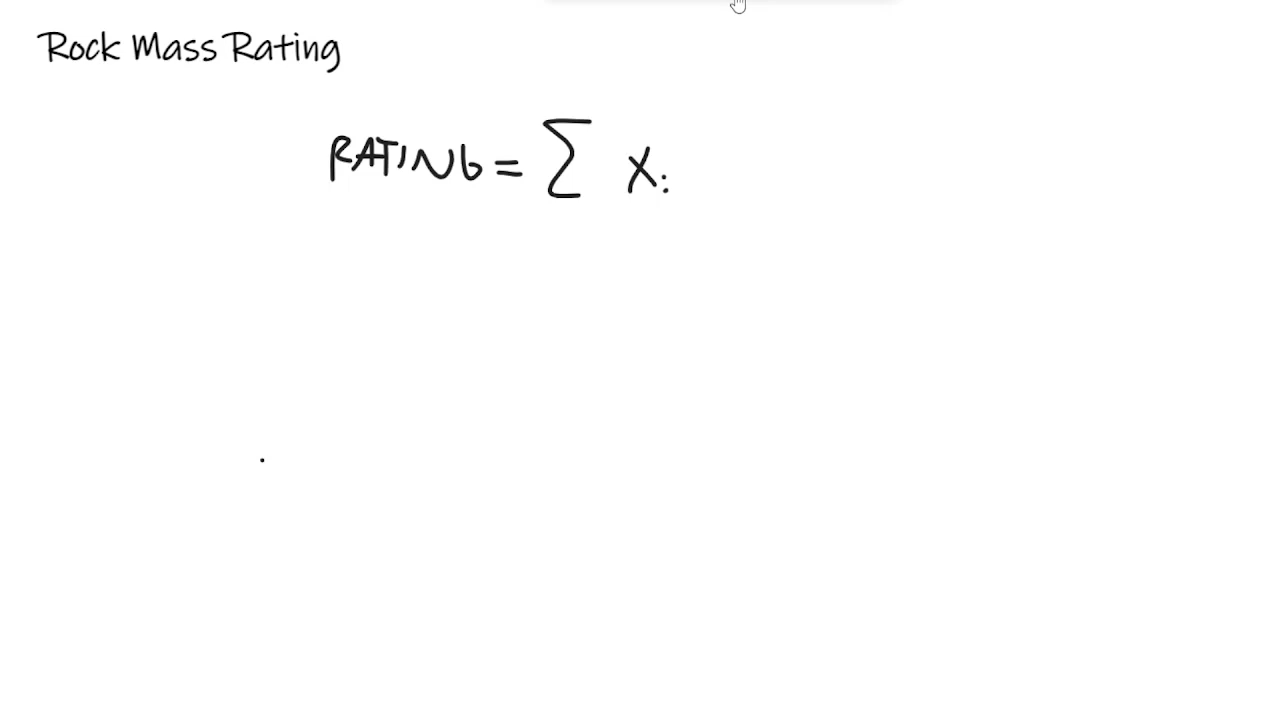 Rock Mass Rating
RATING = Σ Xi